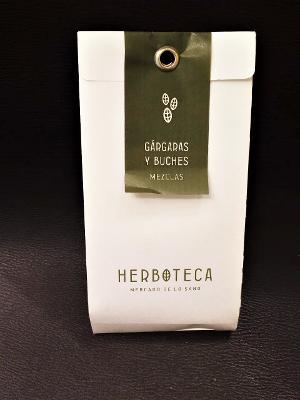 GÁRGARAS
Y BUCHES
MEZCLAS
HERBOTECA
MERCADO DE LO SANO